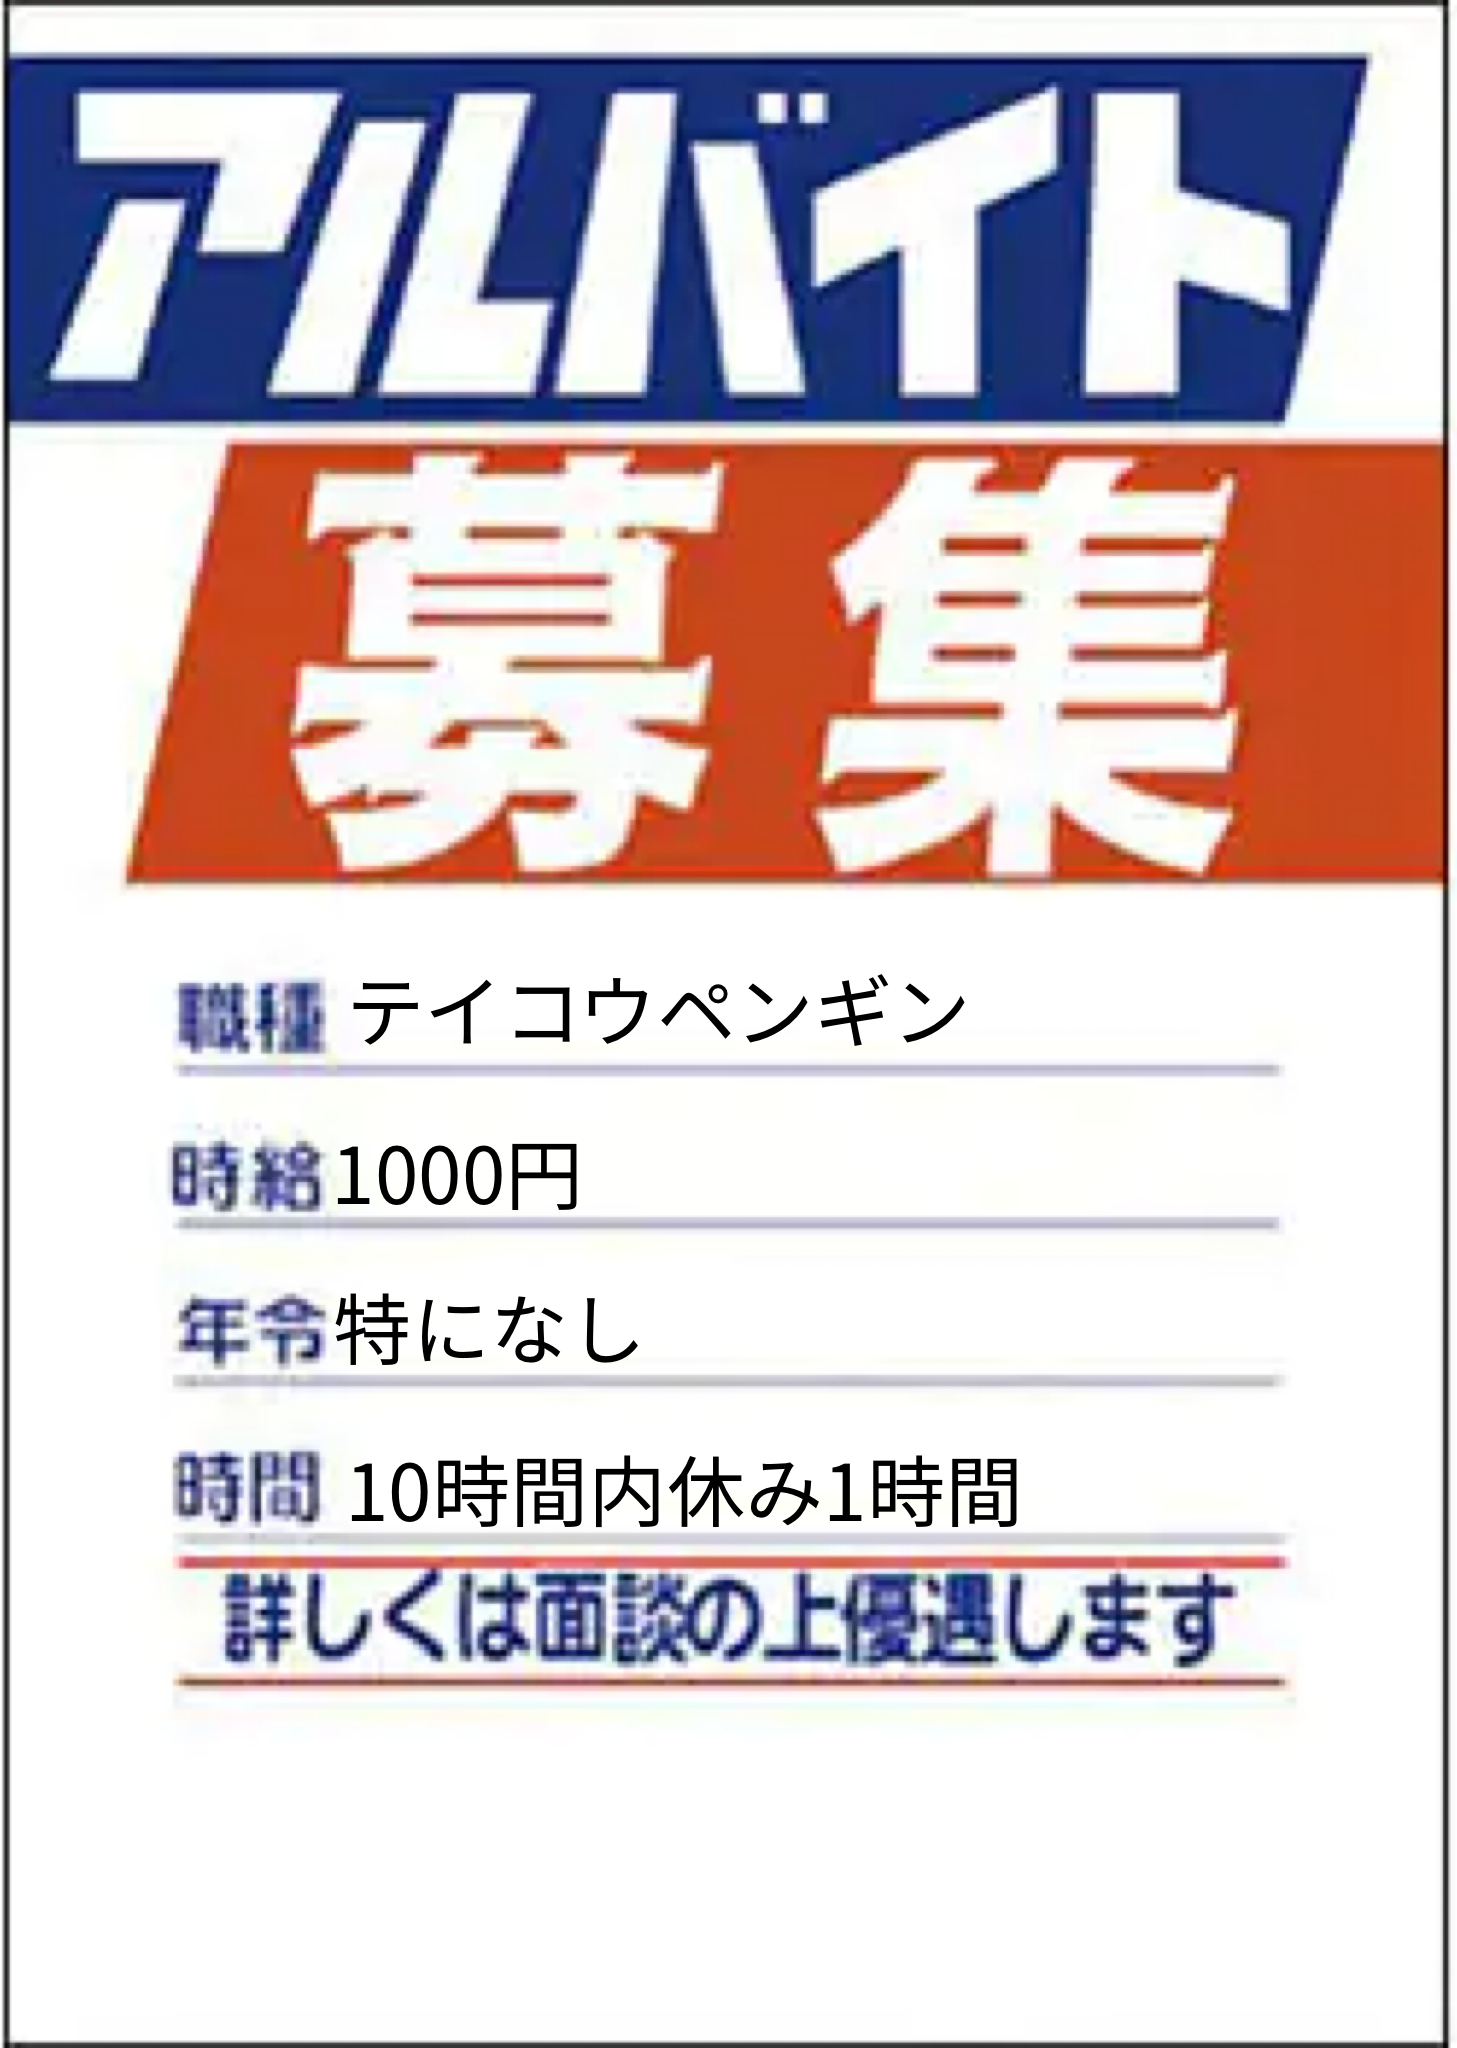 アルバイト
募集
職種 テイコウペンギン
時給 1000円
年令 特になし
時間 10時間内休み1時間
詳しくは面談の上優遇します